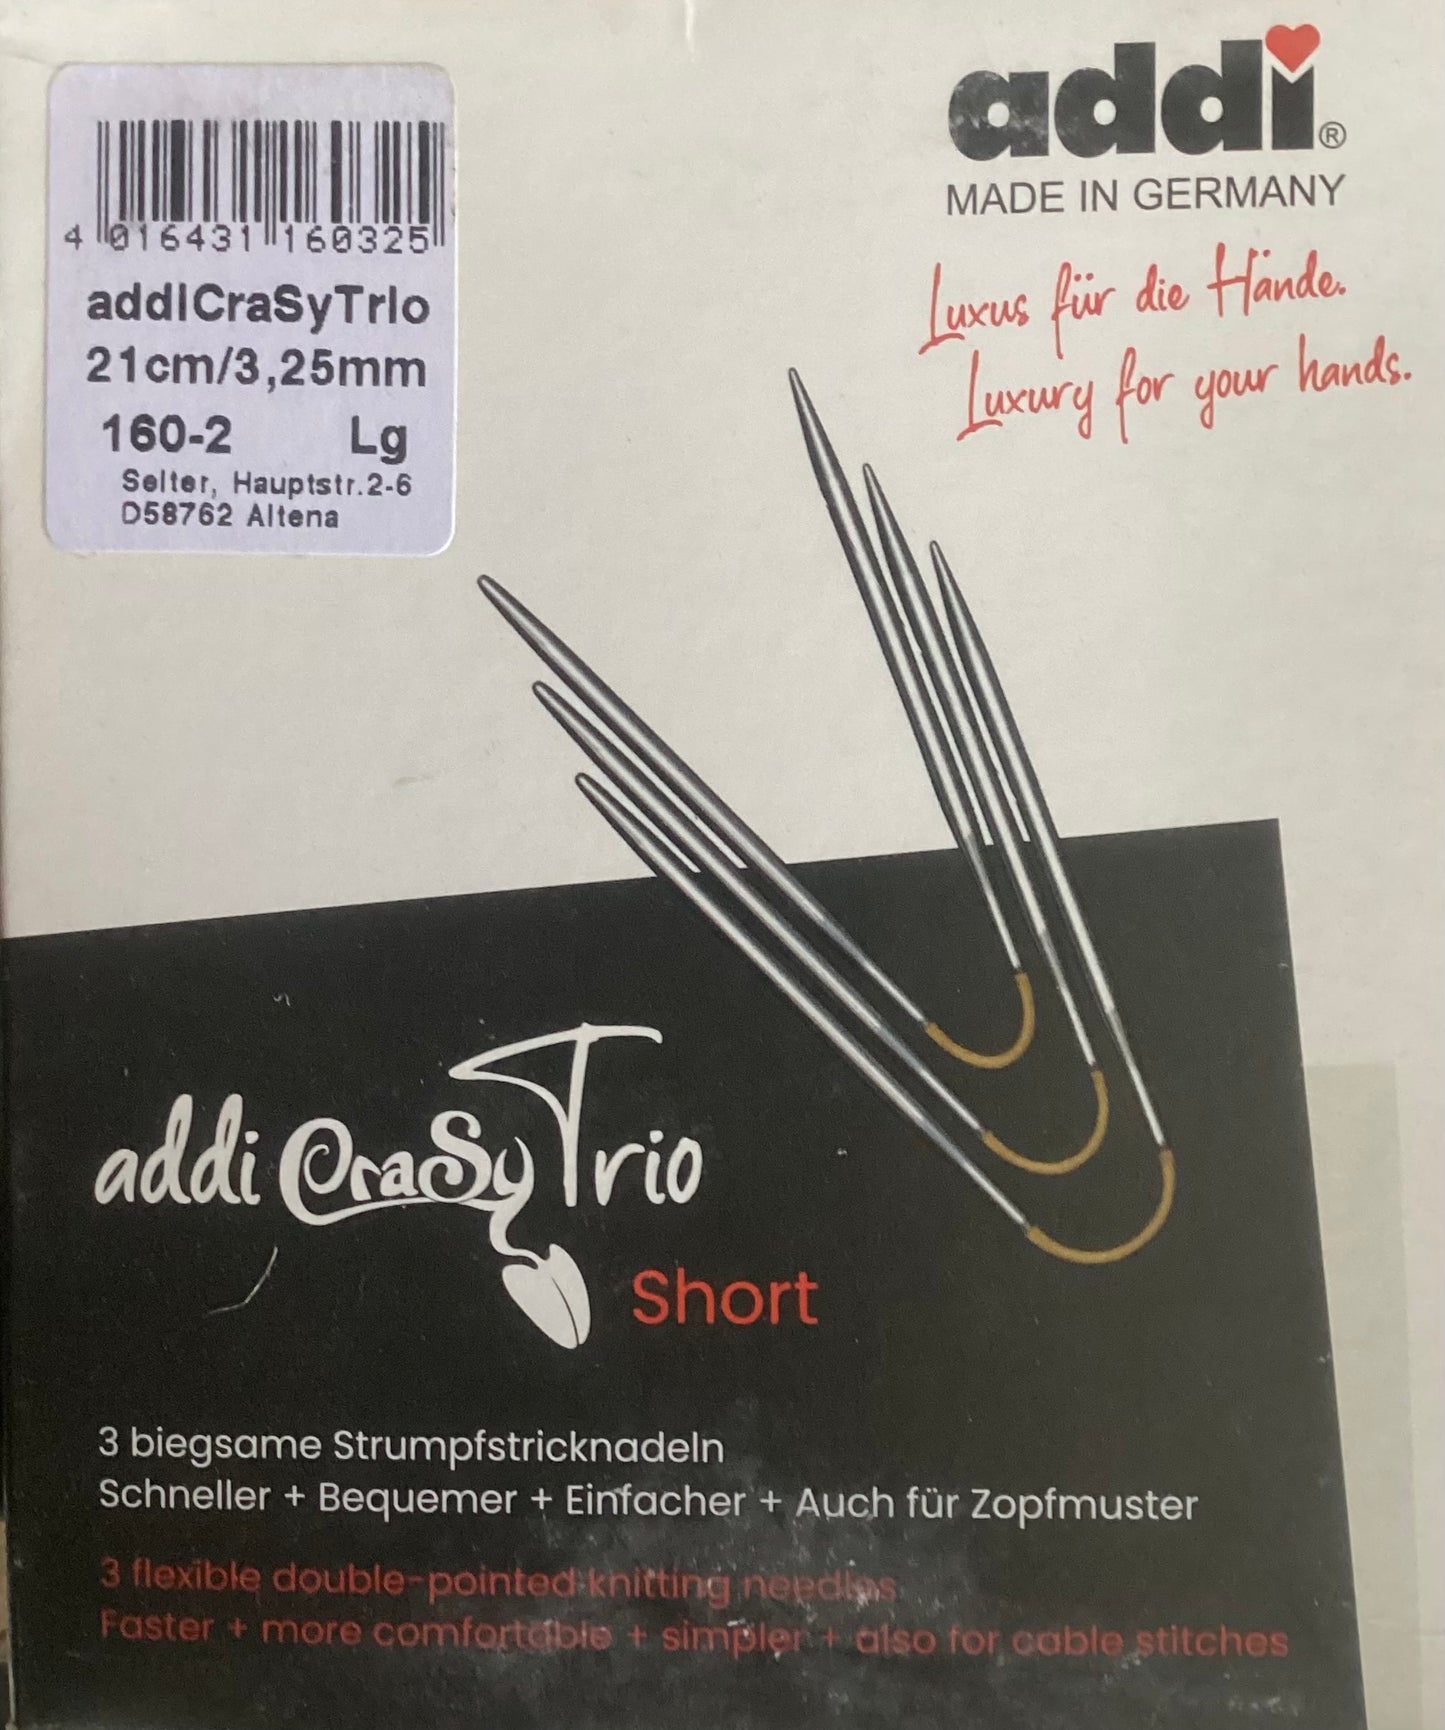 4 016431 160325
addiCraSyTrio
21cm/3,25mm
160-2 Lg
Selter, Hauptstr.2-6
D58762 Altena
addi®
MADE IN GERMANY
Luxus für die Hände.
Luxury for your hands.
addi CraSyTrio
Short
3 biegsame Strumpfstricknadeln
Schneller + Bequemer + Einfacher + Auch für Zopfmuster
3 flexible double-pointed knitting needles
Faster + more comfortable + simpler + also for cable stitches